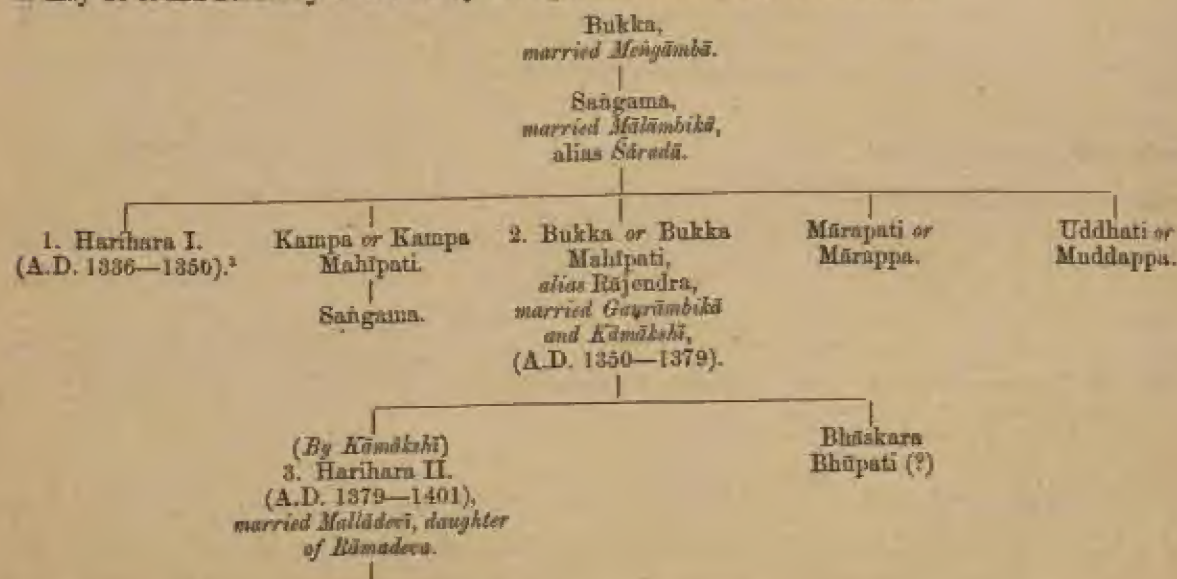 Bukka,
married Meṅgāmbā.
Saṅgama,
married Mālāmbikā,
alias Śāradā.
1. Harihara I.
(A.D. 1336—1350).²
Kampa or Kampa
Mahīpati.
Saṅgama.
2. Bukka or Bukka
Mahīpati,
alias Rājendra,
married Gaurāmbikā
and Kāmākshī,
(A.D. 1350—1379).
Mārapati or
Mārappa.
Uddhati or
Muddappa.
(By Kāmākshī)
3. Harihara II.
(A.D. 1379—1401),
married Mallādevī, daughter
of Rāmadeva.
Bhāskara
Bhūpati (?)